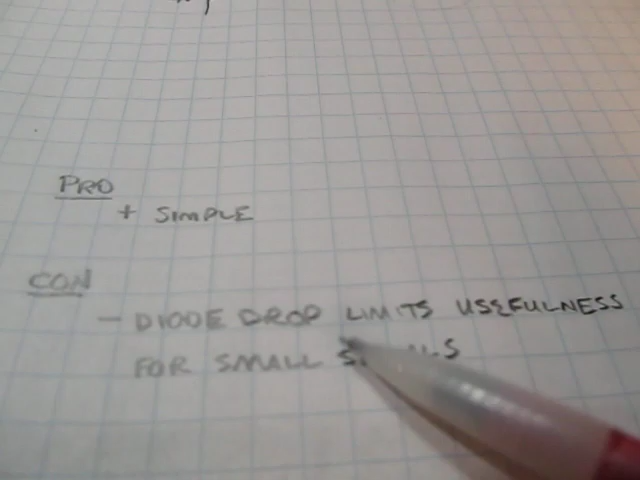 PRO
+ SIMPLE
CON
- DIODE DROP LIMITS USEFULNESS
FOR SMALL